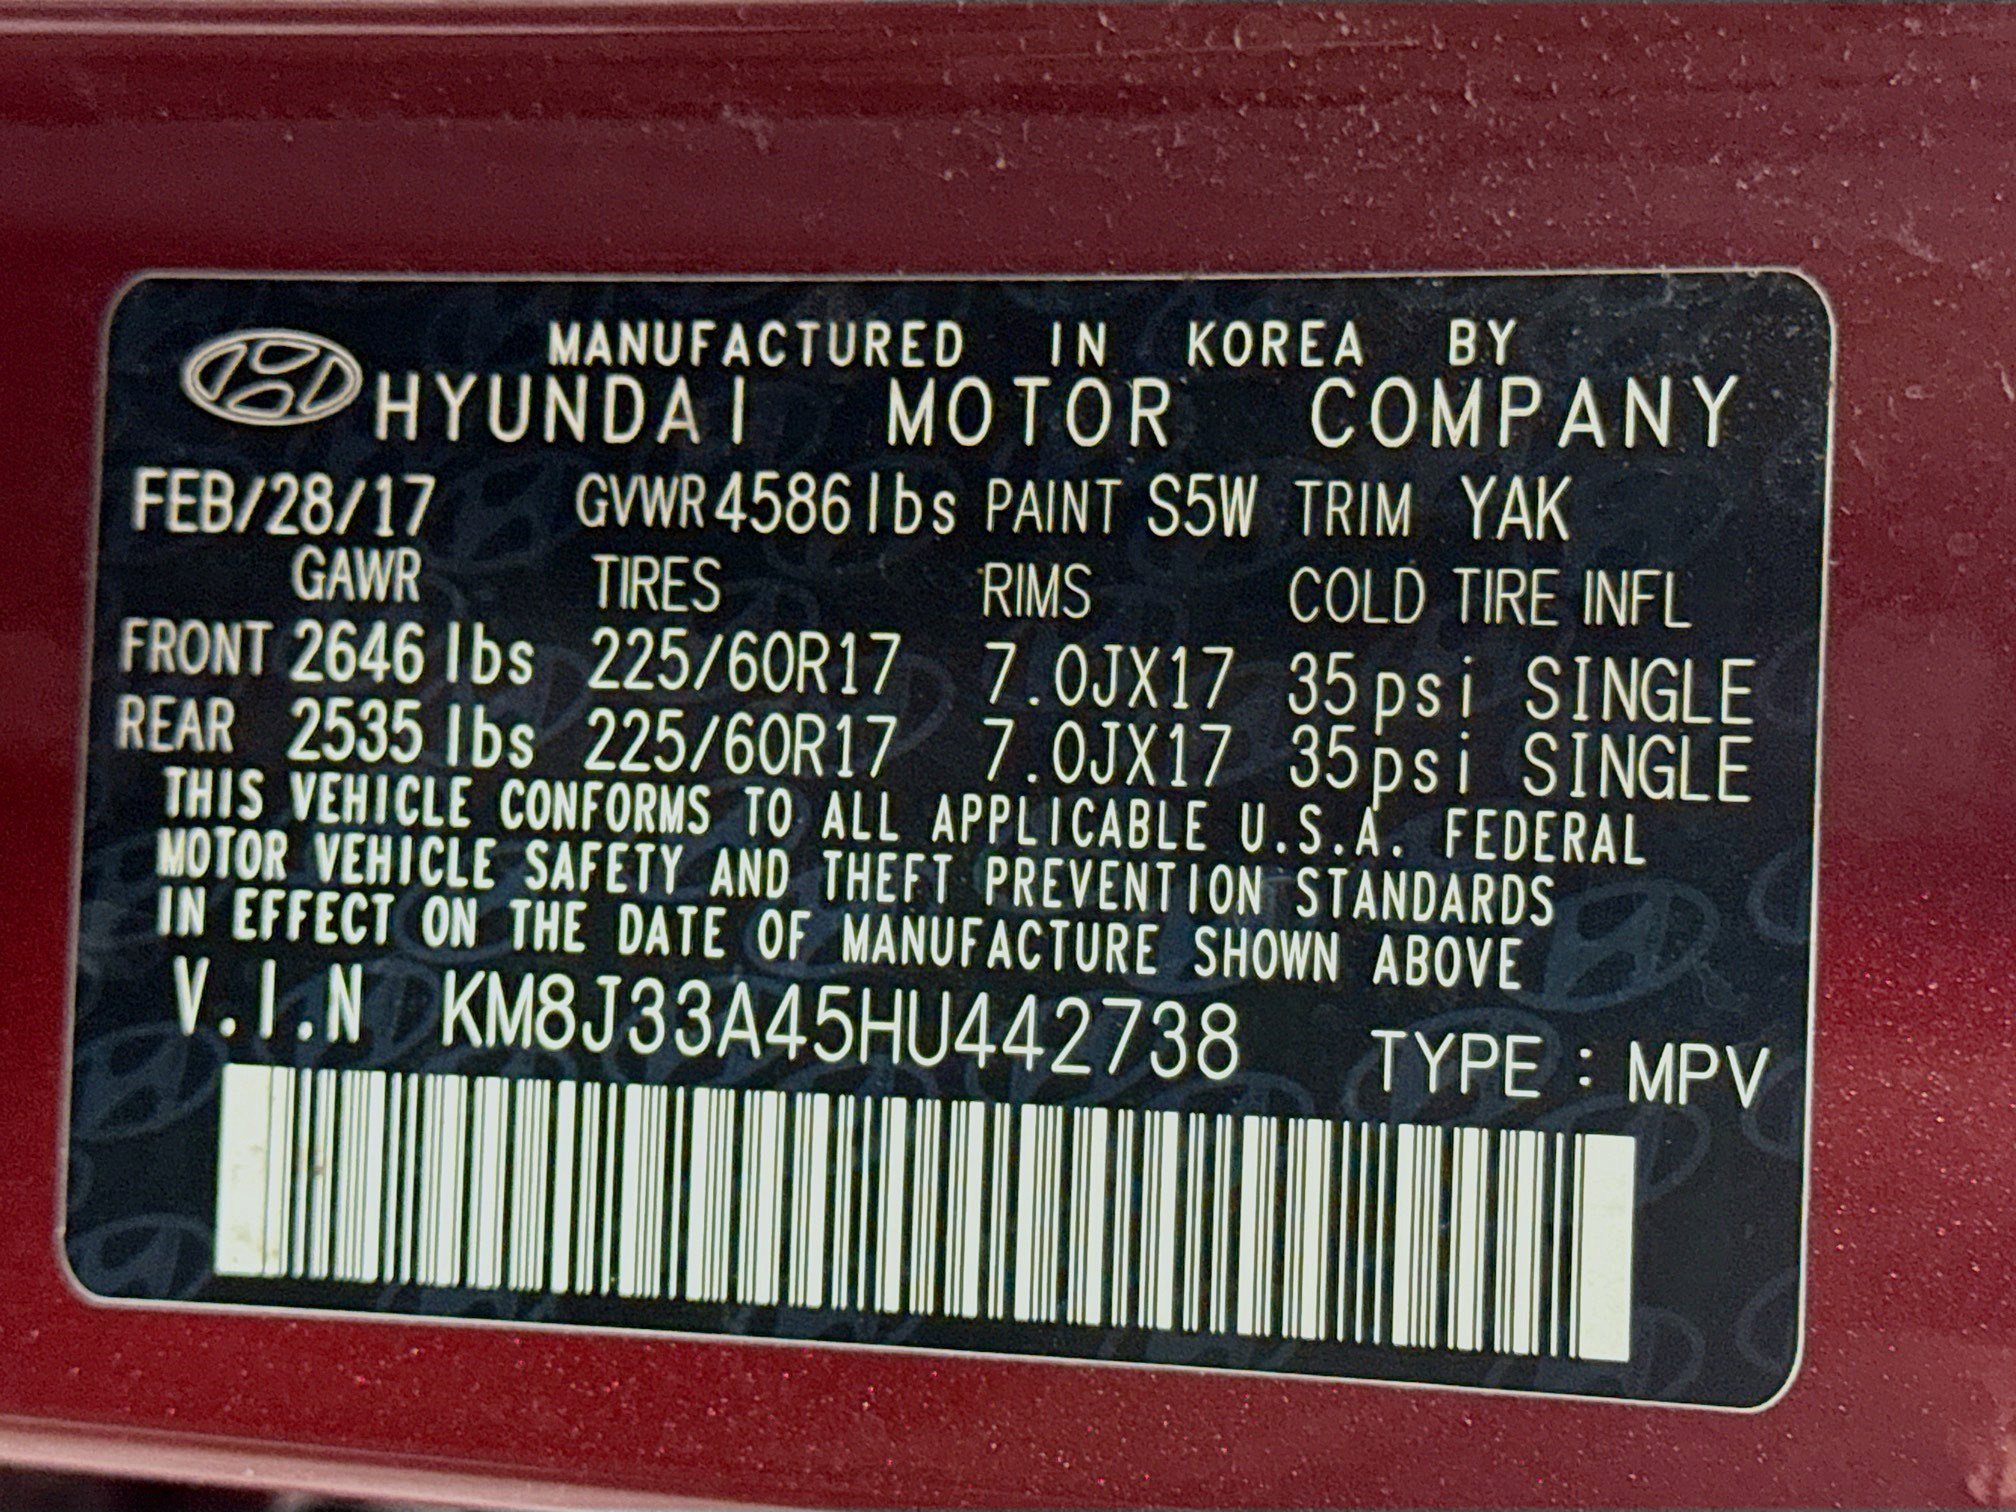 MANUFACTURED IN KOREA BY
HYUNDAI MOTOR COMPANY
FEB/28/17 GVWR 4586 lbs PAINT S5W TRIM YAK
GAWR TIRES RIMS COLD TIRE INFL
FRONT 2646 lbs 225/60R17 7.0JX17 35psi SINGLE
REAR 2535 lbs 225/60R17 7.0JX17 35psi SINGLE
THIS VEHICLE CONFORMS TO ALL APPLICABLE U.S.A. FEDERAL
MOTOR VEHICLE SAFETY AND THEFT PREVENTION STANDARDS
IN EFFECT ON THE DATE OF MANUFACTURE SHOWN ABOVE
V.I.N KM8J33A45HU442738 TYPE : MPV